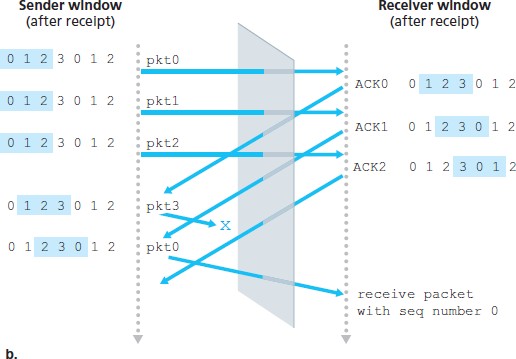 Sender window
(after receipt)
Receiver window
(after receipt)
0 1 2 3 0 1 2
pkt0
ACK0 0 1 2 3 0 1 2
0 1 2 3 0 1 2
pkt1
ACK1 0 1 2 3 0 1 2
0 1 2 3 0 1 2
pkt2
ACK2 0 1 2 3 0 1 2
0 1 2 3 0 1 2
pkt3
X
0 1 2 3 0 1 2
pkt0
receive packet
with seq number 0
b.